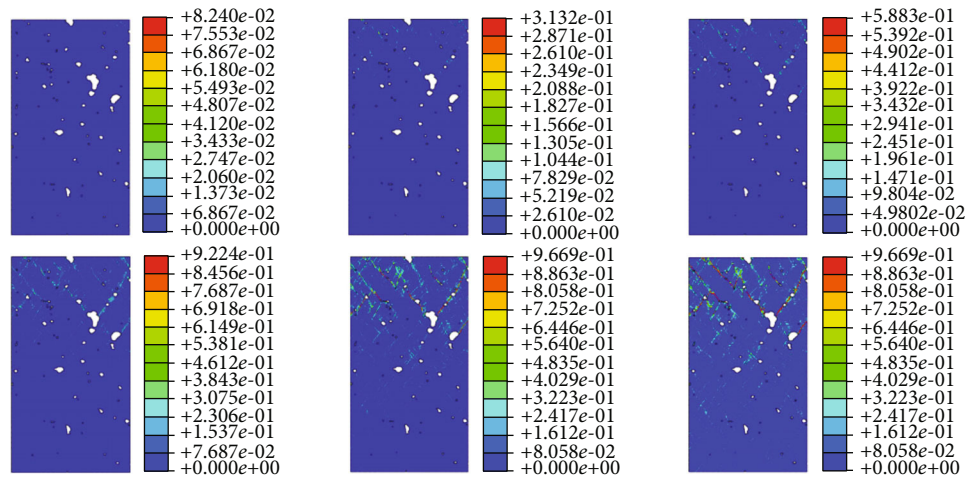 +8.240e-02
+7.553e-02
+6.867e-02
+6.180e-02
+5.493e-02
+4.807e-02
+4.120e-02
+3.433e-02
+2.747e-02
+2.060e-02
+1.373e-02
+6.867e-02
+0.000e+00
+3.132e-01
+2.871e-01
+2.610e-01
+2.349e-01
+2.088e-01
+1.827e-01
+1.566e-01
+1.305e-01
+1.044e-01
+7.829e-02
+5.219e-02
+2.610e-02
+0.000e+00
+5.883e-01
+5.392e-01
+4.902e-01
+4.412e-01
+3.922e-01
+3.432e-01
+2.941e-01
+2.451e-01
+1.961e-01
+1.471e-01
+9.804e-02
+4.9802e-02
+0.000e+00
+9.224e-01
+8.456e-01
+7.687e-01
+6.918e-01
+6.149e-01
+5.381e-01
+4.612e-01
+3.843e-01
+3.075e-01
+2.306e-01
+1.537e-01
+7.687e-02
+0.000e+00
+9.669e-01
+8.863e-01
+8.058e-01
+7.252e-01
+6.446e-01
+5.640e-01
+4.835e-01
+4.029e-01
+3.223e-01
+2.417e-01
+1.612e-01
+8.058e-02
+0.000e+00
+9.669e-01
+8.863e-01
+8.058e-01
+7.252e-01
+6.446e-01
+5.640e-01
+4.835e-01
+4.029e-01
+3.223e-01
+2.417e-01
+1.612e-01
+8.058e-02
+0.000e+00